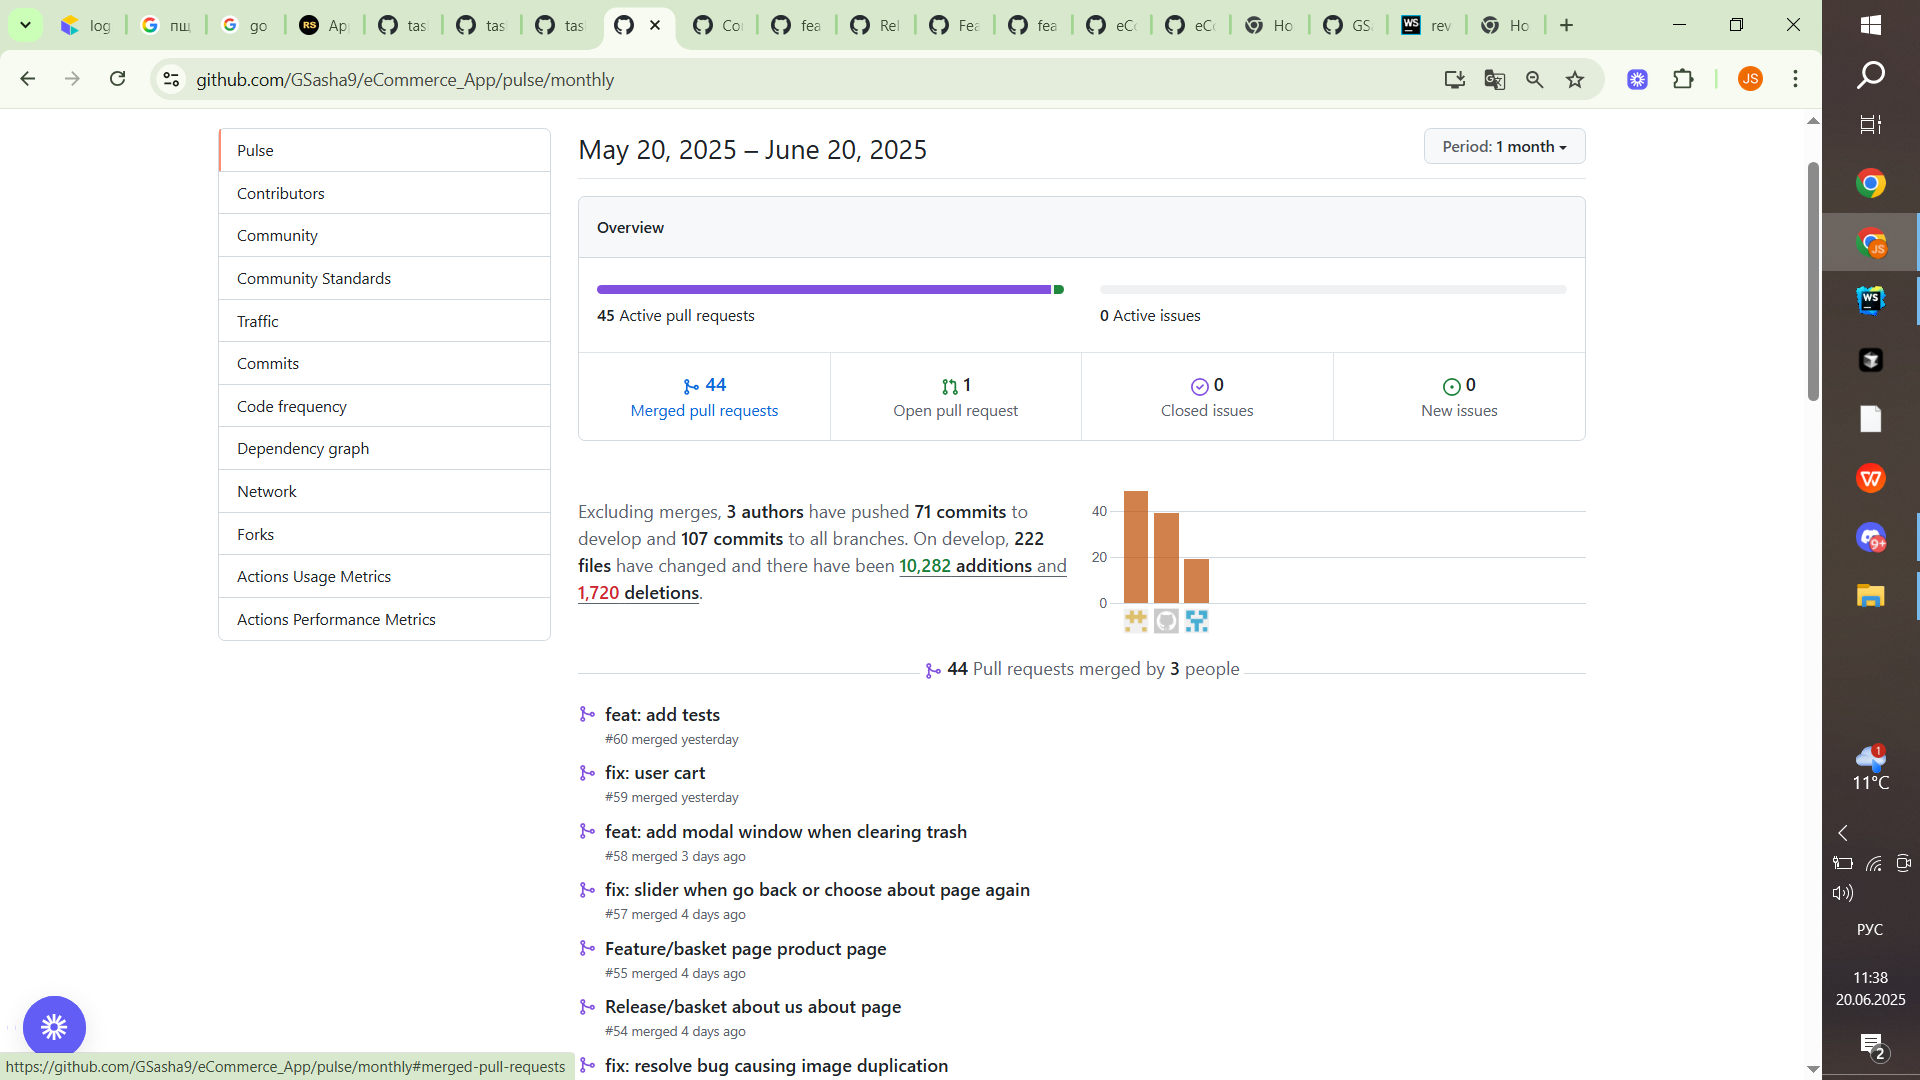 log
пщ
go
RS
Ap
tas
tas
tas
Co
fea
Rel
Fea
fea
eCo
eCo
Ho
GSa
WS
rev
Ho
github.com/GSasha9/eCommerce_App/pulse/monthly
JS
Pulse
Contributors
Community
Community Standards
Traffic
Commits
Code frequency
Dependency graph
Network
Forks
Actions Usage Metrics
Actions Performance Metrics
May 20, 2025 – June 20, 2025
Period: 1 month
Overview
45 Active pull requests
0 Active issues
44
Merged pull requests
1
Open pull request
0
Closed issues
0
New issues
Excluding merges, 3 authors have pushed 71 commits to
develop and 107 commits to all branches. On develop, 222
files have changed and there have been 10,282 additions and
1,720 deletions.
40
20
0
44 Pull requests merged by 3 people
feat: add tests
#60 merged yesterday
fix: user cart
#59 merged yesterday
feat: add modal window when clearing trash
#58 merged 3 days ago
fix: slider when go back or choose about page again
#57 merged 4 days ago
Feature/basket page product page
#55 merged 4 days ago
Release/basket about us about page
#54 merged 4 days ago
fix: resolve bug causing image duplication
https://github.com/GSasha9/eCommerce_App/pulse/monthly#merged-pull-requests
JS
WS
W
9+
1
11°C
РУС
11:38
20.06.2025
2